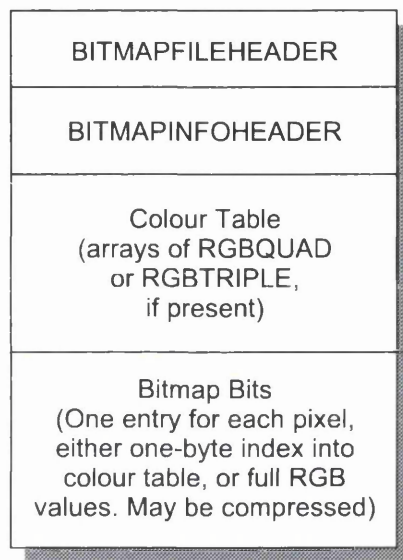 BITMAPFILEHEADER
BITMAPINFOHEADER
Colour Table
(arrays of RGBQUAD
or RGBTRIPLE,
if present)
Bitmap Bits
(One entry for each pixel,
either one-byte index into
colour table, or full RGB
values. May be compressed)